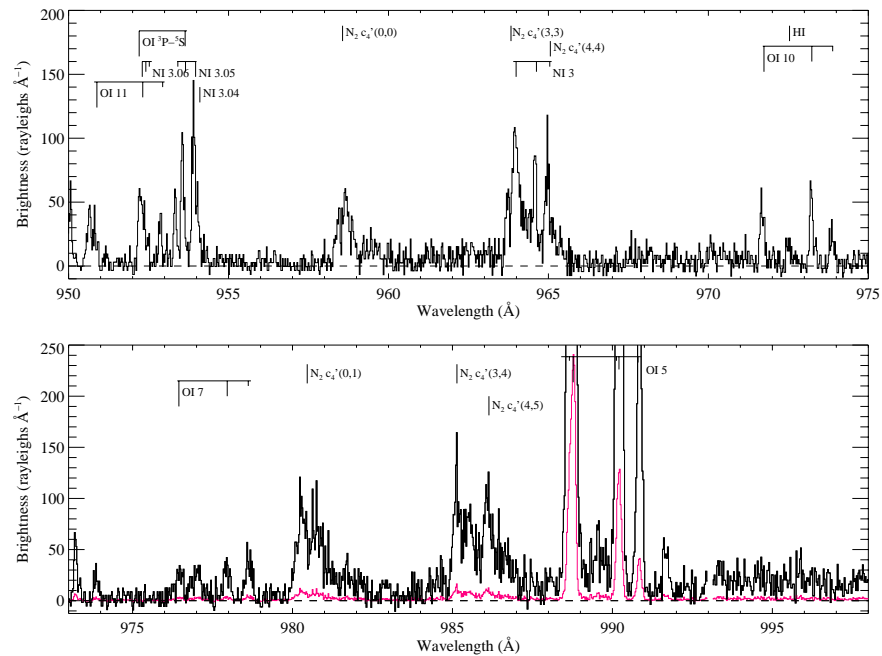 200
150
100
50
0
Brightness (rayleighs Å⁻¹)
OI ³P–⁵S
NI 3.06
NI 3.05
OI 11
NI 3.04
N₂ c₄'(0,0)
N₂ c₄'(3,3)
N₂ c₄'(4,4)
NI 3
HI
OI 10
950
955
960
965
970
975
Wavelength (Å)
250
200
150
100
50
0
Brightness (rayleighs Å⁻¹)
OI 7
N₂ c₄'(0,1)
N₂ c₄'(3,4)
N₂ c₄'(4,5)
OI 5
975
980
985
990
995
Wavelength (Å)